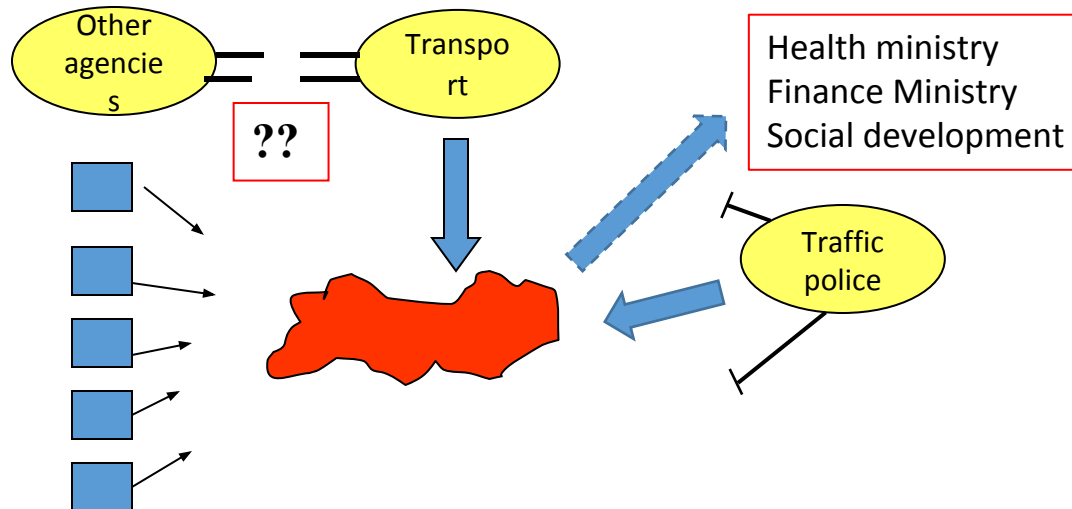 Other
agencie
s
Transpo
rt
??
Health ministry
Finance Ministry
Social development
Traffic
police